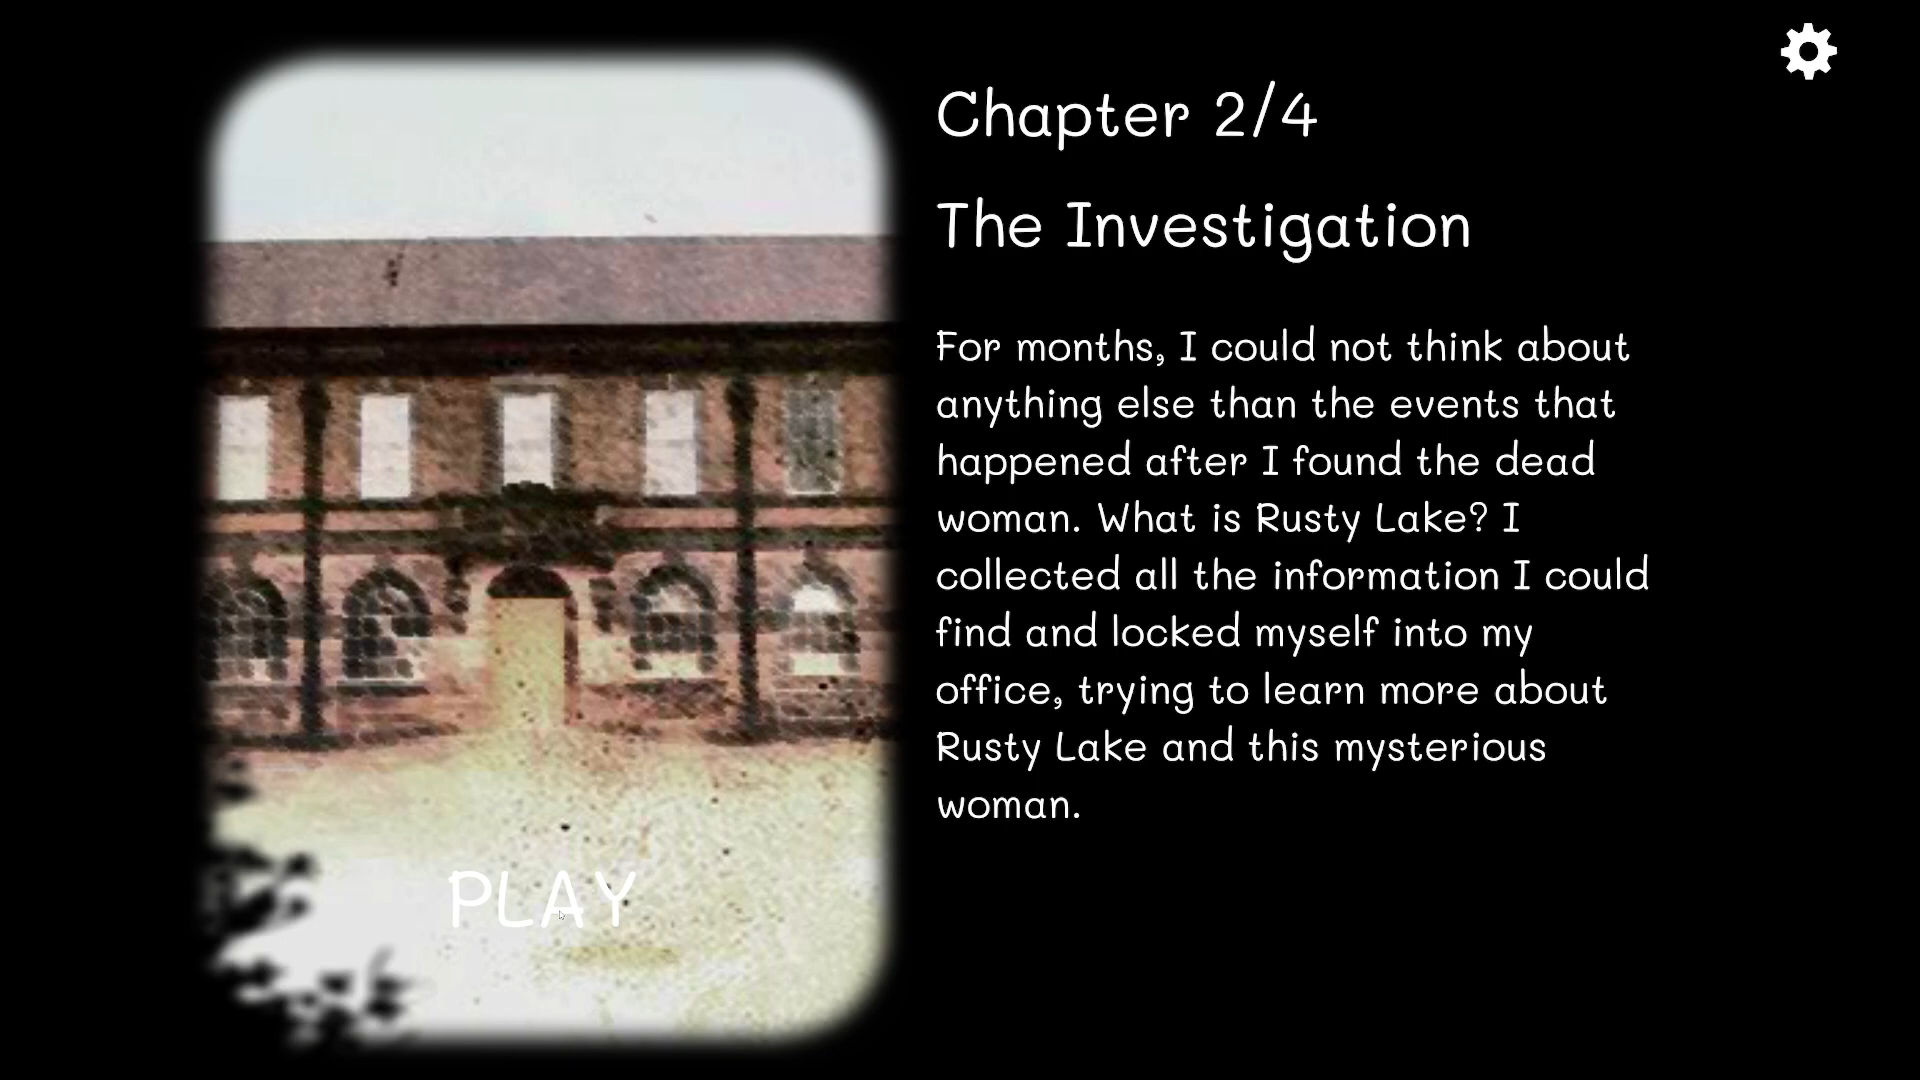 Chapter 2/4
The Investigation
For months, I could not think about
anything else than the events that
happened after I found the dead
woman. What is Rusty Lake? I
collected all the information I could
find and locked myself into my
office, trying to learn more about
Rusty Lake and this mysterious
woman.
PLAY